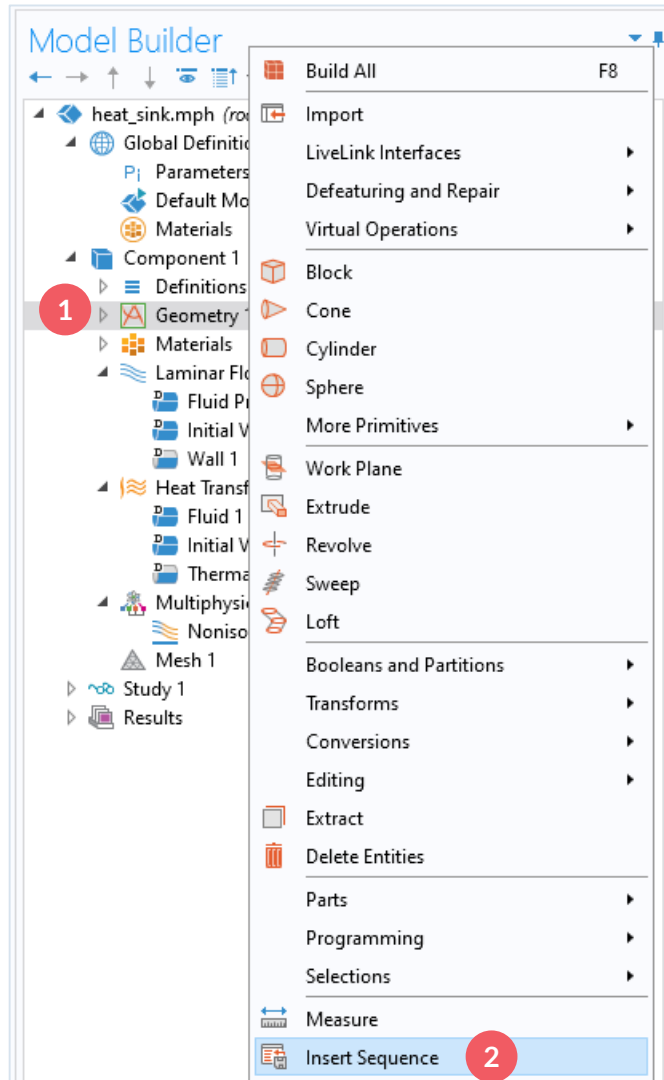 Model Builder
Build All F8
heat_sink.mph (ro
Import
Global Definitio
LiveLink Interfaces
Pi Parameters
Defeaturing and Repair
Default Mo
Materials
Virtual Operations
Component 1
Block
Definitions
1
Geometry 1
Cone
Materials
Cylinder
Laminar Flo
Sphere
Fluid Pr
More Primitives
Initial V
Wall 1
Work Plane
Heat Transf
Extrude
Fluid 1
Revolve
Initial V
Sweep
Therma
Multiphysi
Loft
Noniso
Mesh 1
Booleans and Partitions
Study 1
Transforms
Results
Conversions
Editing
Extract
Delete Entities
Parts
Programming
Selections
Measure
Insert Sequence 2